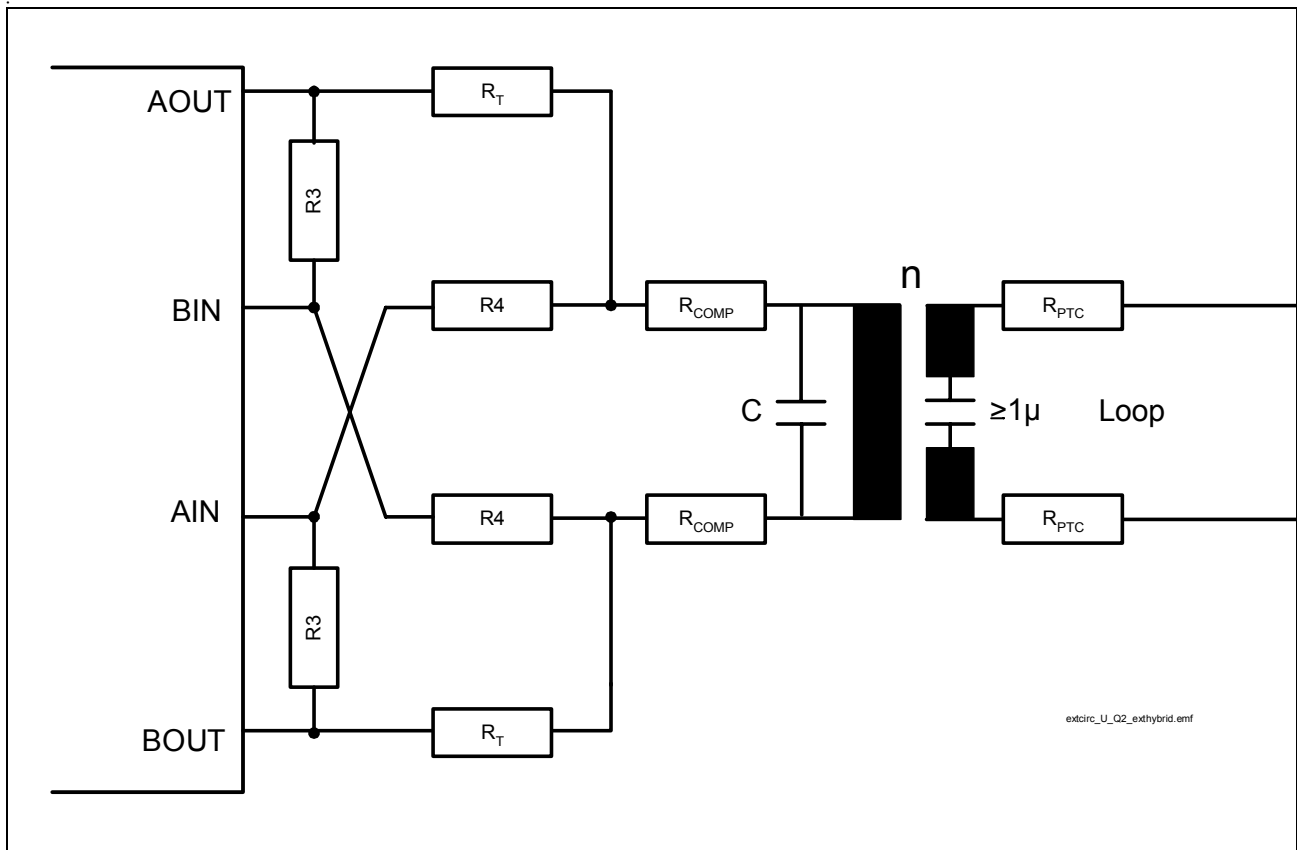 AOUT
R_T
R3
BIN
R4
R_COMP
n
R_PTC
C
≥1µ
Loop
AIN
R4
R_COMP
R_PTC
R3
extcirc_U_Q2_exthybrid.emf
BOUT
R_T